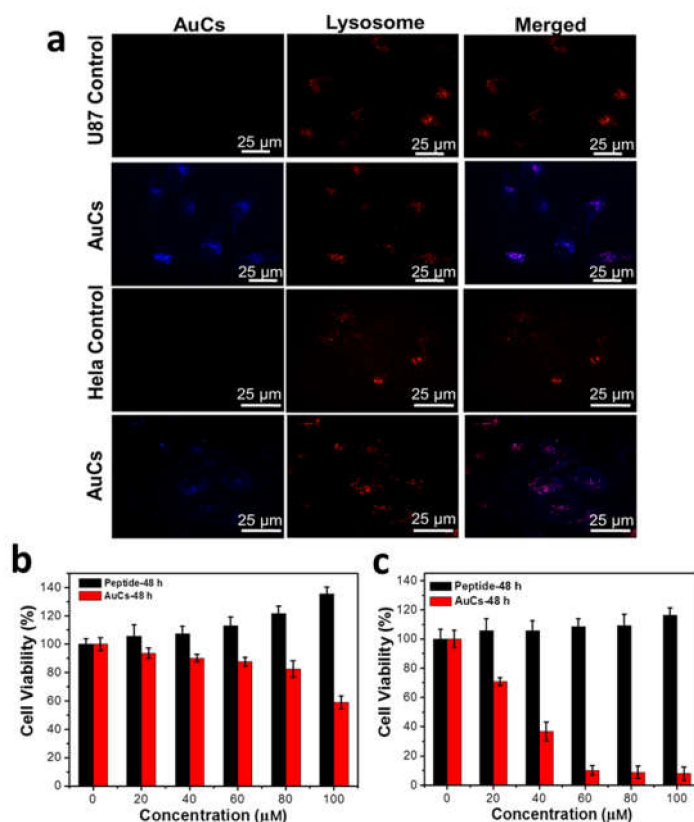 a
AuCs Lysosome Merged
U87 Control
25 μm 25 μm 25 μm
AuCs
25 μm 25 μm 25 μm
Hela Control
25 μm 25 μm 25 μm
AuCs
25 μm 25 μm 25 μm
b
Peptide-48 h
AuCs-48 h
Cell Viability (%)
140
120
100
80
60
40
20
0
0 20 40 60 80 100
Concentration (μM)
c
Peptide-48 h
AuCs-48 h
Cell Viability (%)
140
120
100
80
60
40
20
0
0 20 40 60 80 100
Concentration (μM)